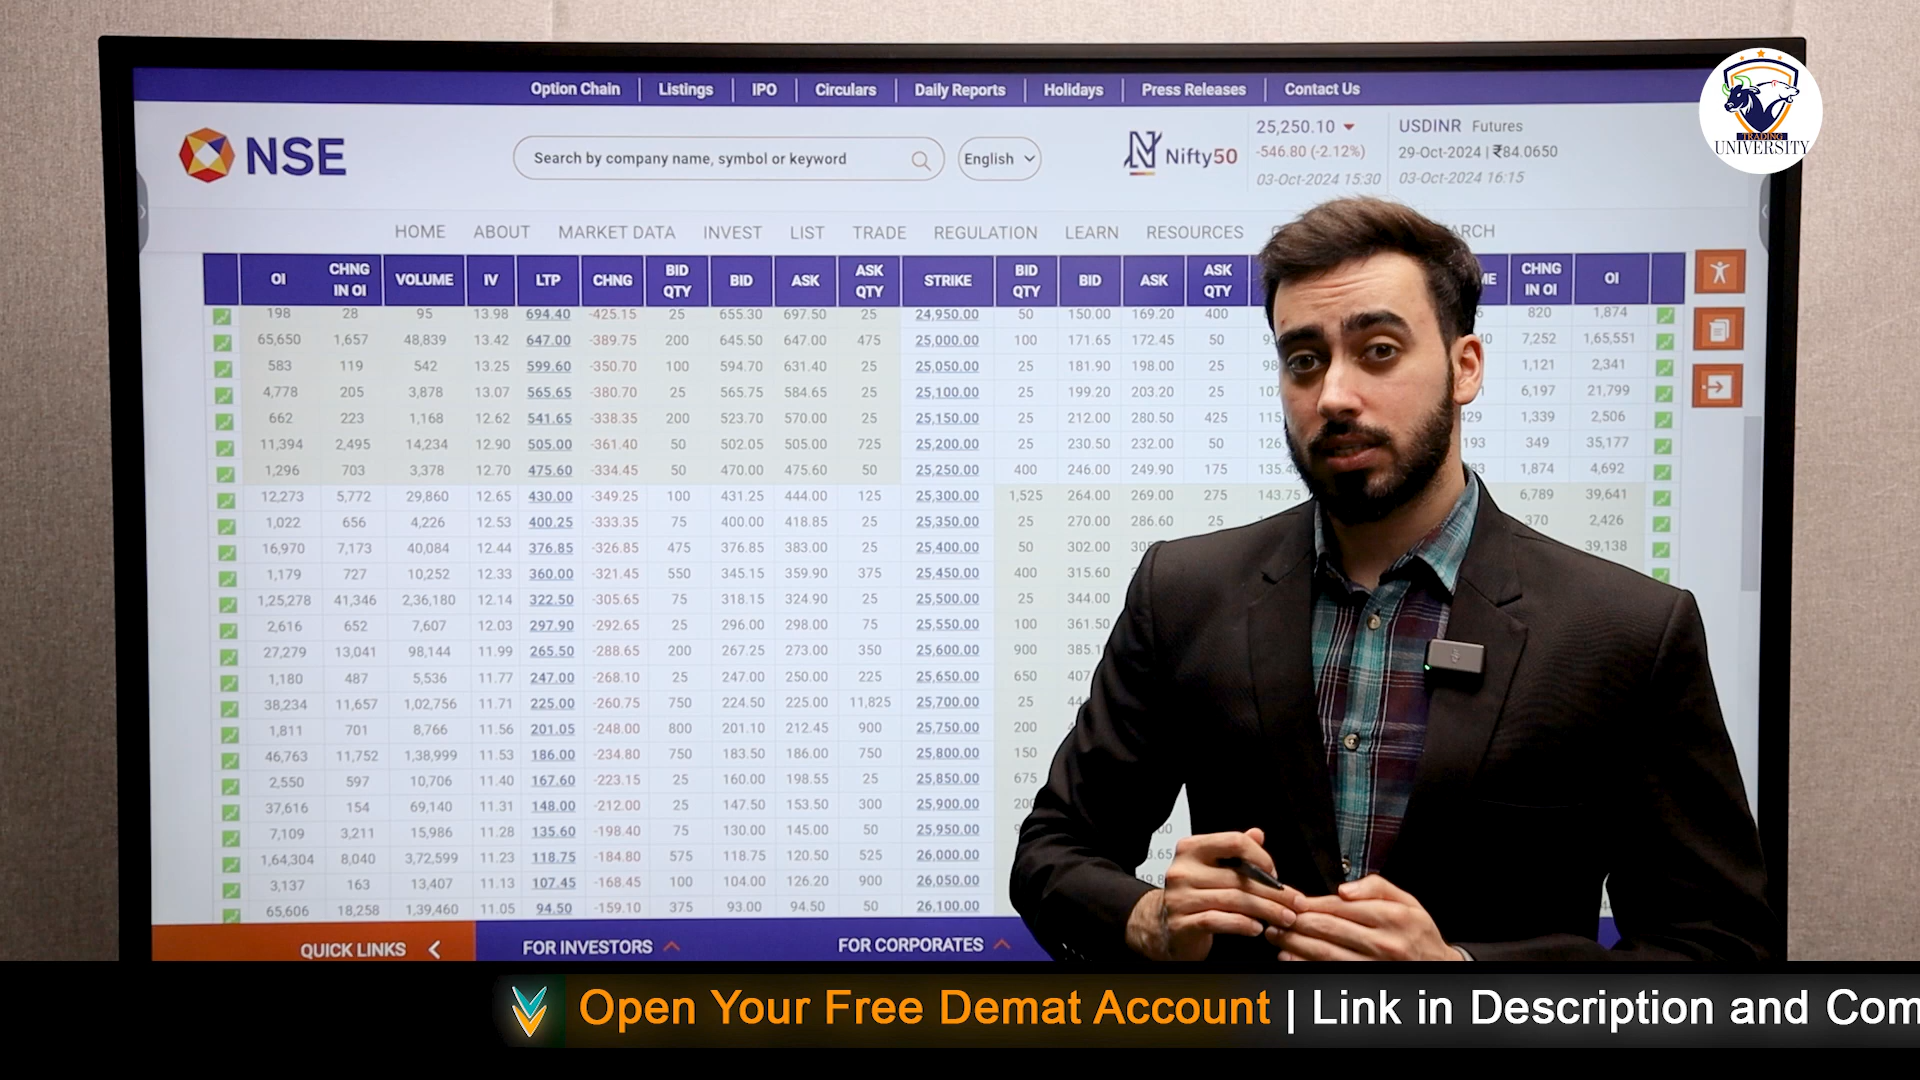 Option Chain | Listings | IPO | Circulars | Daily Reports | Holidays | Press Releases | Contact Us
NSE
Search by company name, symbol or keyword
English
Nifty50
25,250.10
-546.80 (-2.12%)
03-Oct-2024 15:30
USDINR Futures
29-Oct-2024 | ₹84.0650
03-Oct-2024 16:15
TRADING
UNIVERSITY
HOME ABOUT MARKET DATA INVEST LIST TRADE REGULATION LEARN RESOURCES
OI CHNG IN OI VOLUME IV LTP CHNG BID QTY BID ASK ASK QTY STRIKE BID QTY BID ASK ASK QTY CHNG IN OI OI
198 28 95 13.98 694.40 -425.15 25 655.30 697.50 25 24,950.00 50 150.00 169.20 400 820 1,874
65,650 1,657 48,839 13.42 647.00 -389.75 200 645.50 647.00 475 25,000.00 100 171.65 172.45 50 7,252 1,65,551
583 119 542 13.25 599.60 -350.70 100 594.70 631.40 25 25,050.00 25 181.90 198.00 25 1,121 2,341
4,778 205 3,878 13.07 565.65 -380.70 25 565.75 584.65 25 25,100.00 25 199.20 203.20 25 6,197 21,799
662 223 1,168 12.62 541.65 -338.35 200 523.70 570.00 25 25,150.00 25 212.00 280.50 425 1,339 2,506
11,394 2,495 14,234 12.90 505.00 -361.40 50 502.05 505.00 725 25,200.00 25 230.50 232.00 50 349 35,177
1,296 703 3,378 12.70 475.60 -334.45 50 470.00 475.60 50 25,250.00 400 246.00 249.90 175 1,874 4,692
12,273 5,772 29,860 12.65 430.00 -349.25 100 431.25 444.00 125 25,300.00 1,525 264.00 269.00 275 143.75 6,789 39,641
1,022 656 4,226 12.53 400.25 -333.35 75 400.00 418.85 25 25,350.00 25 270.00 286.60 25 370 2,426
16,970 7,173 40,084 12.44 376.85 -326.85 475 376.85 383.00 25 25,400.00 50 302.00 39,138
1,179 727 10,252 12.33 360.00 -321.45 550 345.15 359.90 375 25,450.00 400 315.60
1,25,278 41,346 2,36,180 12.14 322.50 -305.65 75 318.15 324.90 25 25,500.00 25 344.00
2,616 652 7,607 12.03 297.90 -292.65 25 296.00 298.00 75 25,550.00 100 361.50
27,279 13,041 98,144 11.99 265.50 -288.65 200 267.25 273.00 350 25,600.00 900
1,180 487 5,536 11.77 247.00 -268.10 25 247.00 250.00 225 25,650.00 650
38,234 11,657 1,02,756 11.71 225.00 -260.75 750 224.50 225.00 11,825 25,700.00 25
1,811 701 8,766 11.56 201.05 -248.00 800 201.10 212.45 900 25,750.00 200
46,763 11,752 1,38,999 11.53 186.00 -234.80 750 183.50 186.00 750 25,800.00 150
2,550 597 10,706 11.40 167.60 -223.15 25 160.00 198.55 25 25,850.00 675
37,616 154 69,140 11.31 148.00 -212.00 25 147.50 153.50 300 25,900.00
7,109 3,211 15,986 11.28 135.60 -198.40 75 130.00 145.00 50 25,950.00
1,64,304 8,040 3,72,599 11.23 118.75 -184.80 575 118.75 120.50 525 26,000.00
3,137 163 13,407 11.13 107.45 -168.45 100 104.00 126.20 900 26,050.00
65,606 18,258 1,39,460 11.05 94.50 -159.10 375 93.00 94.50 50 26,100.00
QUICK LINKS FOR INVESTORS FOR CORPORATES
Open Your Free Demat Account | Link in Description and Com